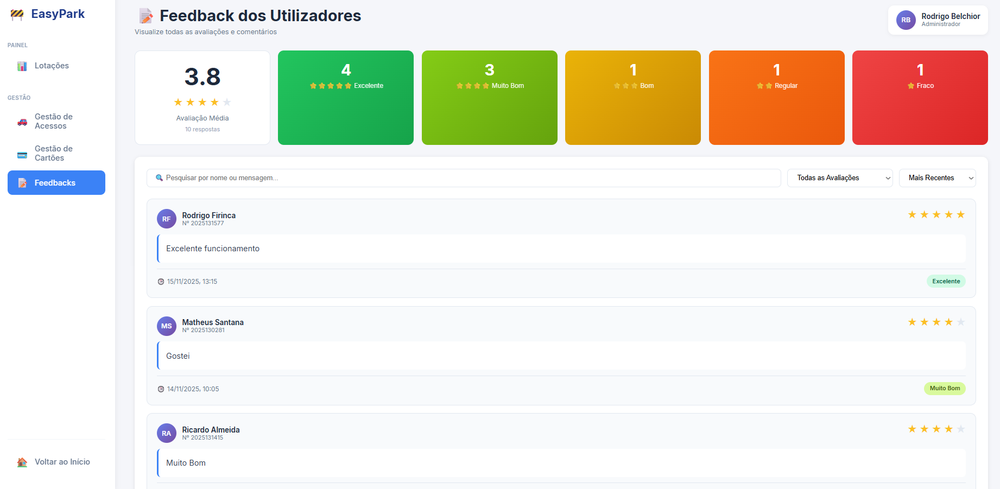 EasyPark
PAINEL
Lotações
GESTÃO
Gestão de
Acessos
Gestão de
Cartões
Feedbacks
Voltar ao Início
Feedback dos Utilizadores
Visualize todas as avaliações e comentários
RB
Rodrigo Belchior
Administrador
3.8
Avaliação Média
10 respostas
4
Excelente
3
Muito Bom
1
Bom
1
Regular
1
Fraco
Pesquisar por nome ou mensagem...
Todas as Avaliações
Mais Recentes
RF
Rodrigo Firinca
Nº 2025131577
Excelente funcionamento
15/11/2025, 13:15
Excelente
MS
Matheus Santana
Nº 2025130281
Gostei
14/11/2025, 10:05
Muito Bom
RA
Ricardo Almeida
Nº 2025131415
Muito Bom